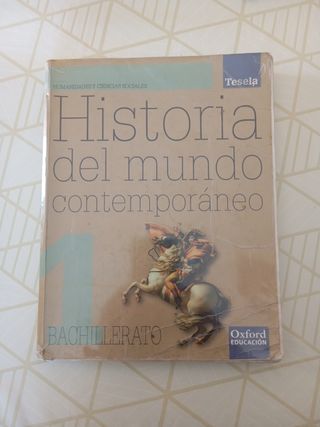 Tesela
HUMANIDADES Y CIENCIAS SOCIALES
Historia
del mundo
contemporáneo
1
BACHILLERATO
Oxford
EDUCACIÓN